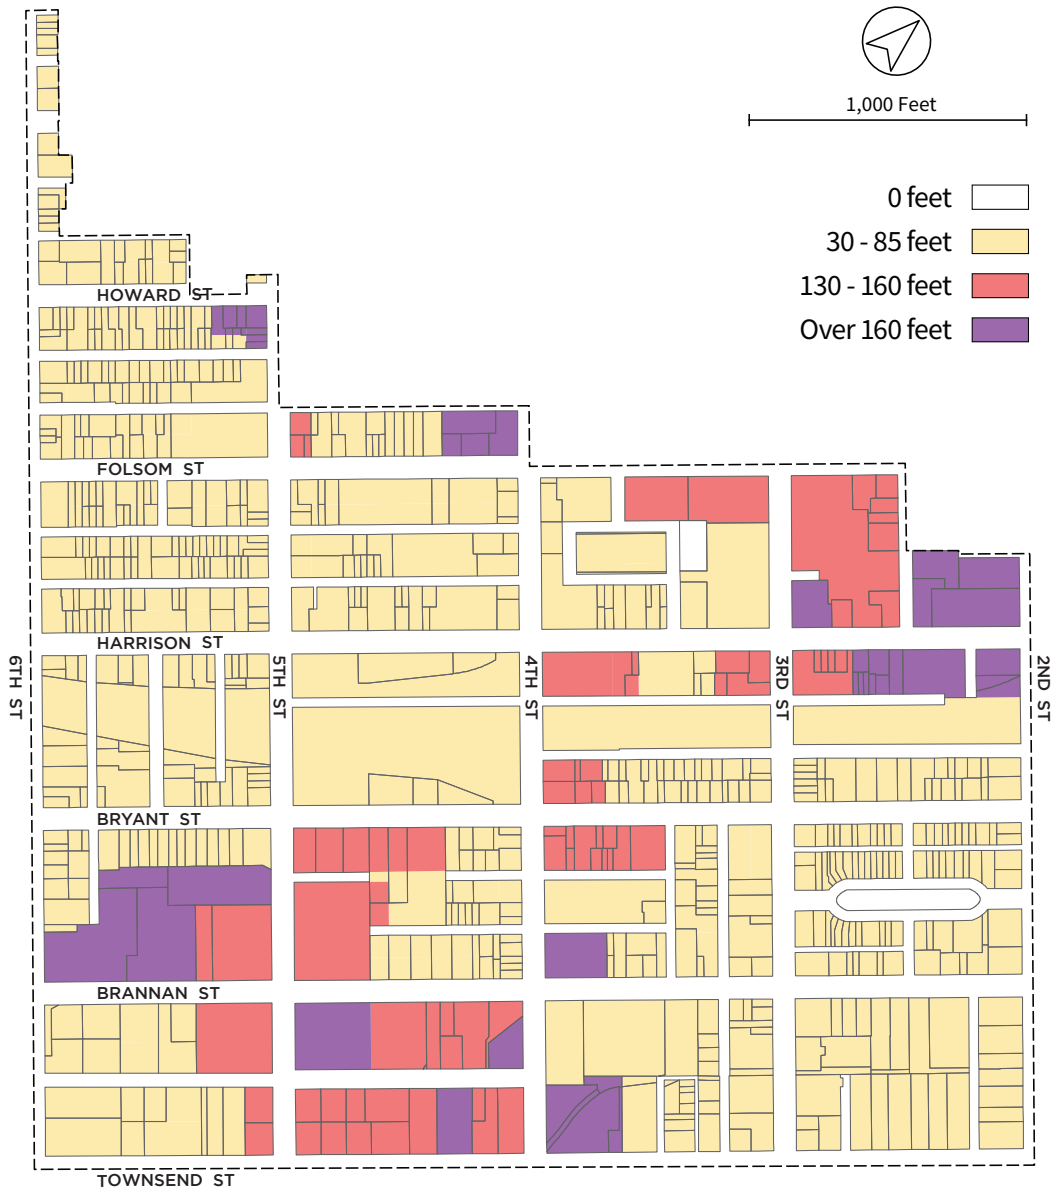 1,000 Feet
0 feet
30 - 85 feet
130 - 160 feet
Over 160 feet
HOWARD ST
FOLSOM ST
HARRISON ST
6TH ST
5TH ST
4TH ST
3RD ST
2ND ST
BRYANT ST
BRANNAN ST
TOWNSEND ST